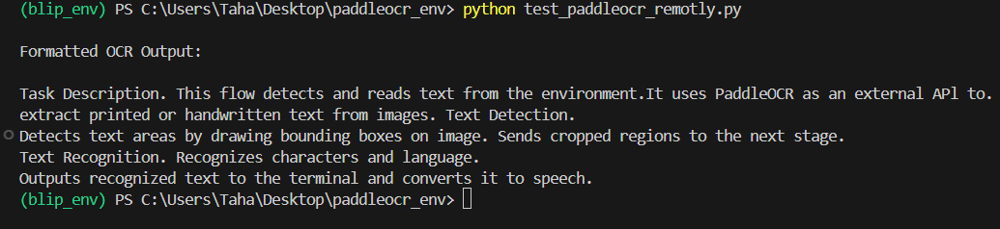 (blip_env) PS C:\Users\Taha\Desktop\paddleocr_env> python test_paddleocr_remotly.py
Formatted OCR Output:
Task Description. This flow detects and reads text from the environment.It uses PaddleOCR as an external APl to.
extract printed or handwritten text from images. Text Detection.
Detects text areas by drawing bounding boxes on image. Sends cropped regions to the next stage.
Text Recognition. Recognizes characters and language.
Outputs recognized text to the terminal and converts it to speech.
(blip_env) PS C:\Users\Taha\Desktop\paddleocr_env>